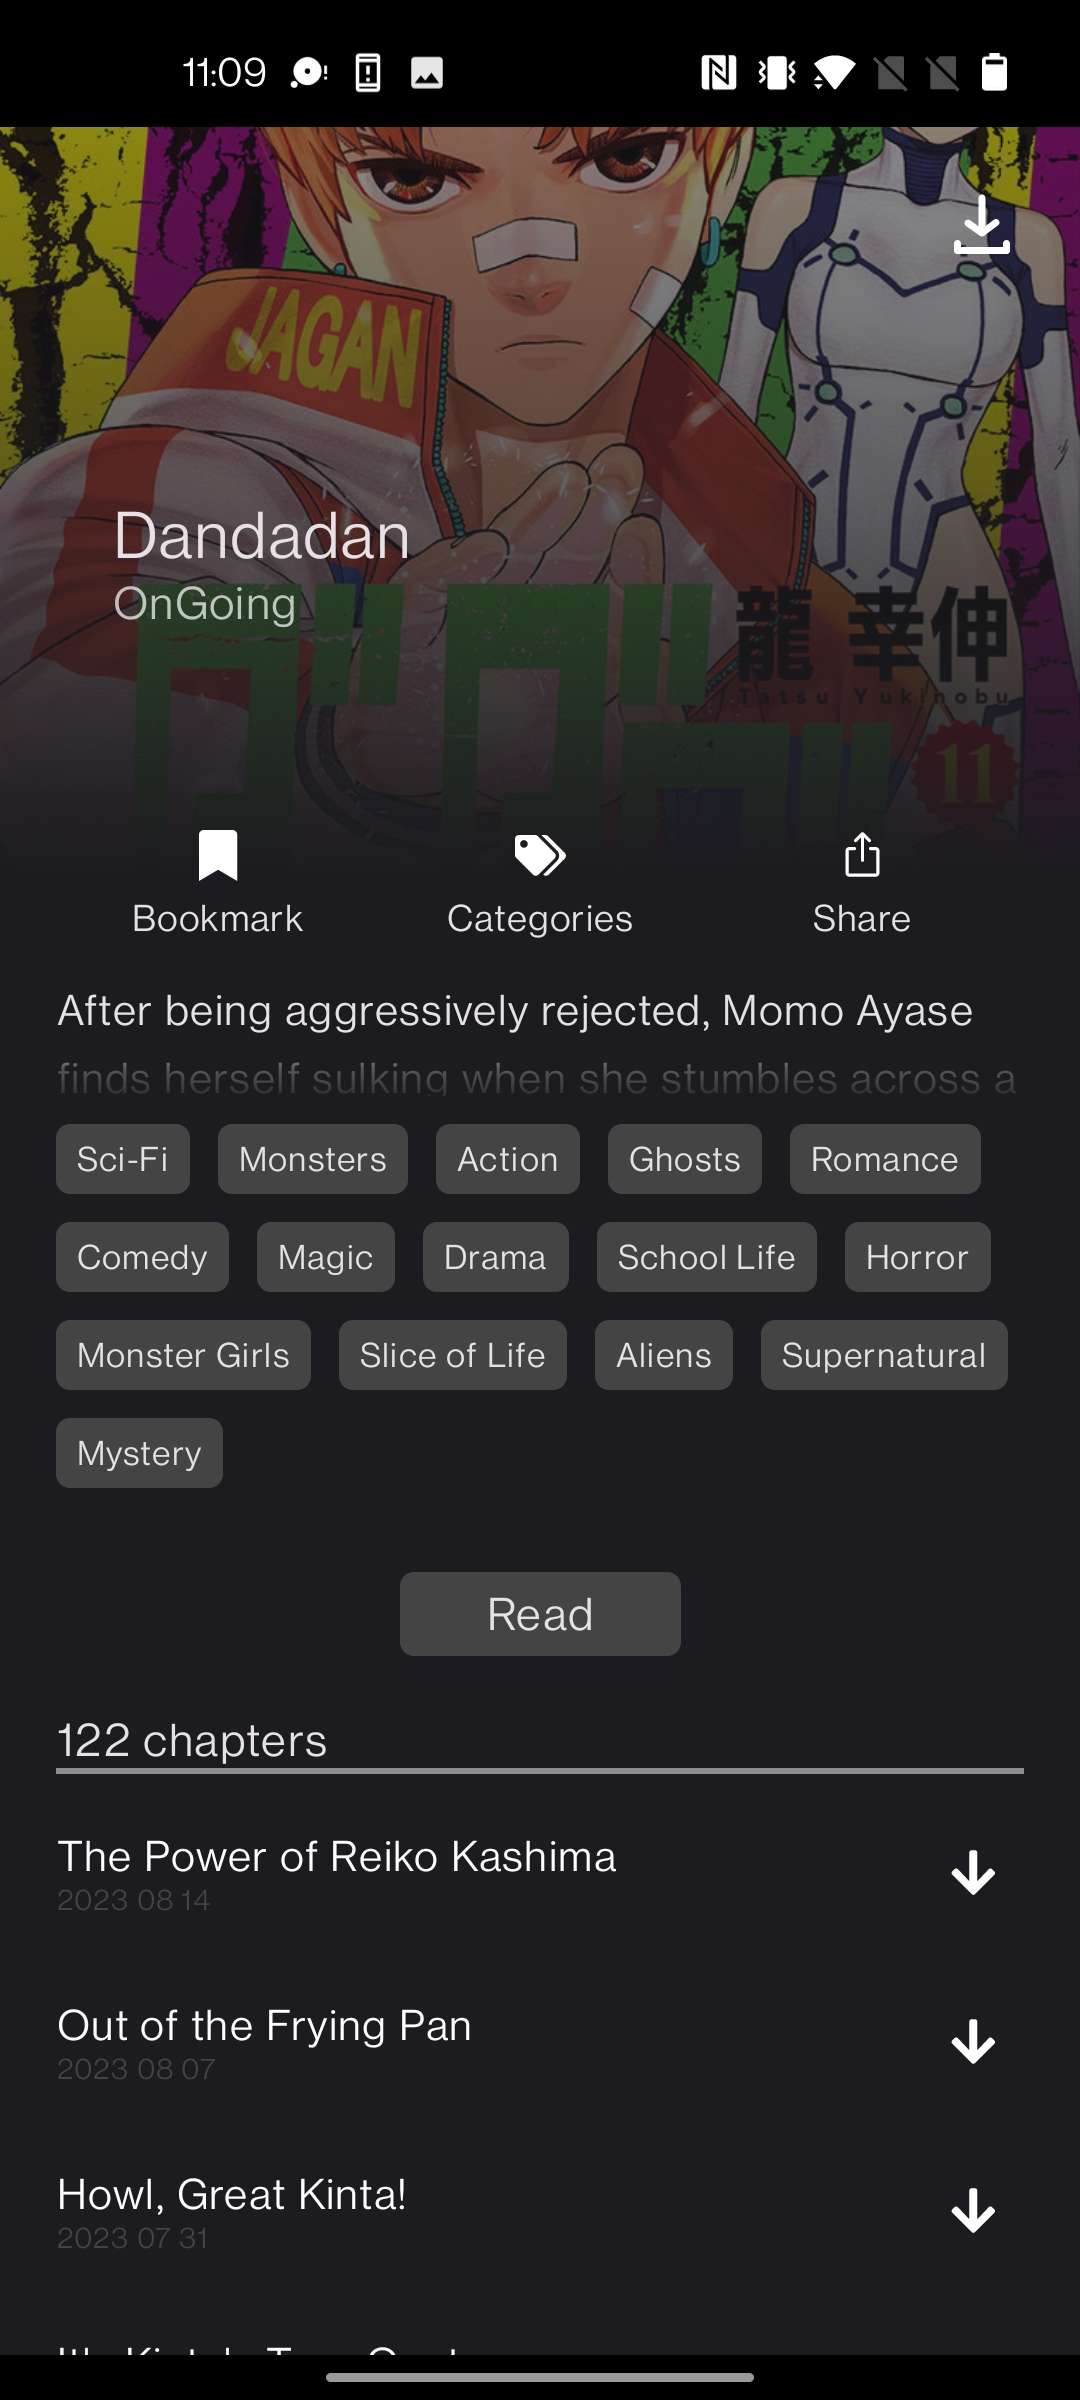 11:09
JAGAN
Dandadan
OnGoing
龍 幸伸
Tatsu Yukinobu
11
Bookmark
Categories
Share
After being aggressively rejected, Momo Ayase
finds herself sulking when she stumbles across a
Sci-Fi Monsters Action Ghosts Romance
Comedy Magic Drama School Life Horror
Monster Girls Slice of Life Aliens Supernatural
Mystery
Read
122 chapters
The Power of Reiko Kashima
2023 08 14
Out of the Frying Pan
2023 08 07
Howl, Great Kinta!
2023 07 31